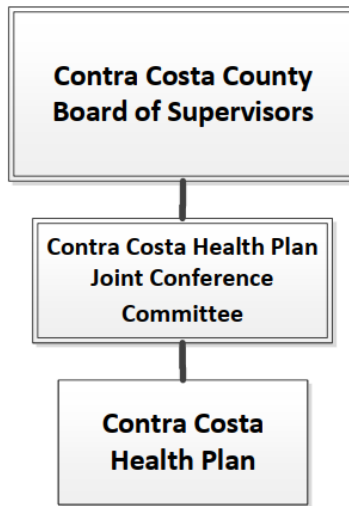 Contra Costa County
Board of Supervisors
Contra Costa Health Plan
Joint Conference
Committee
Contra Costa
Health Plan